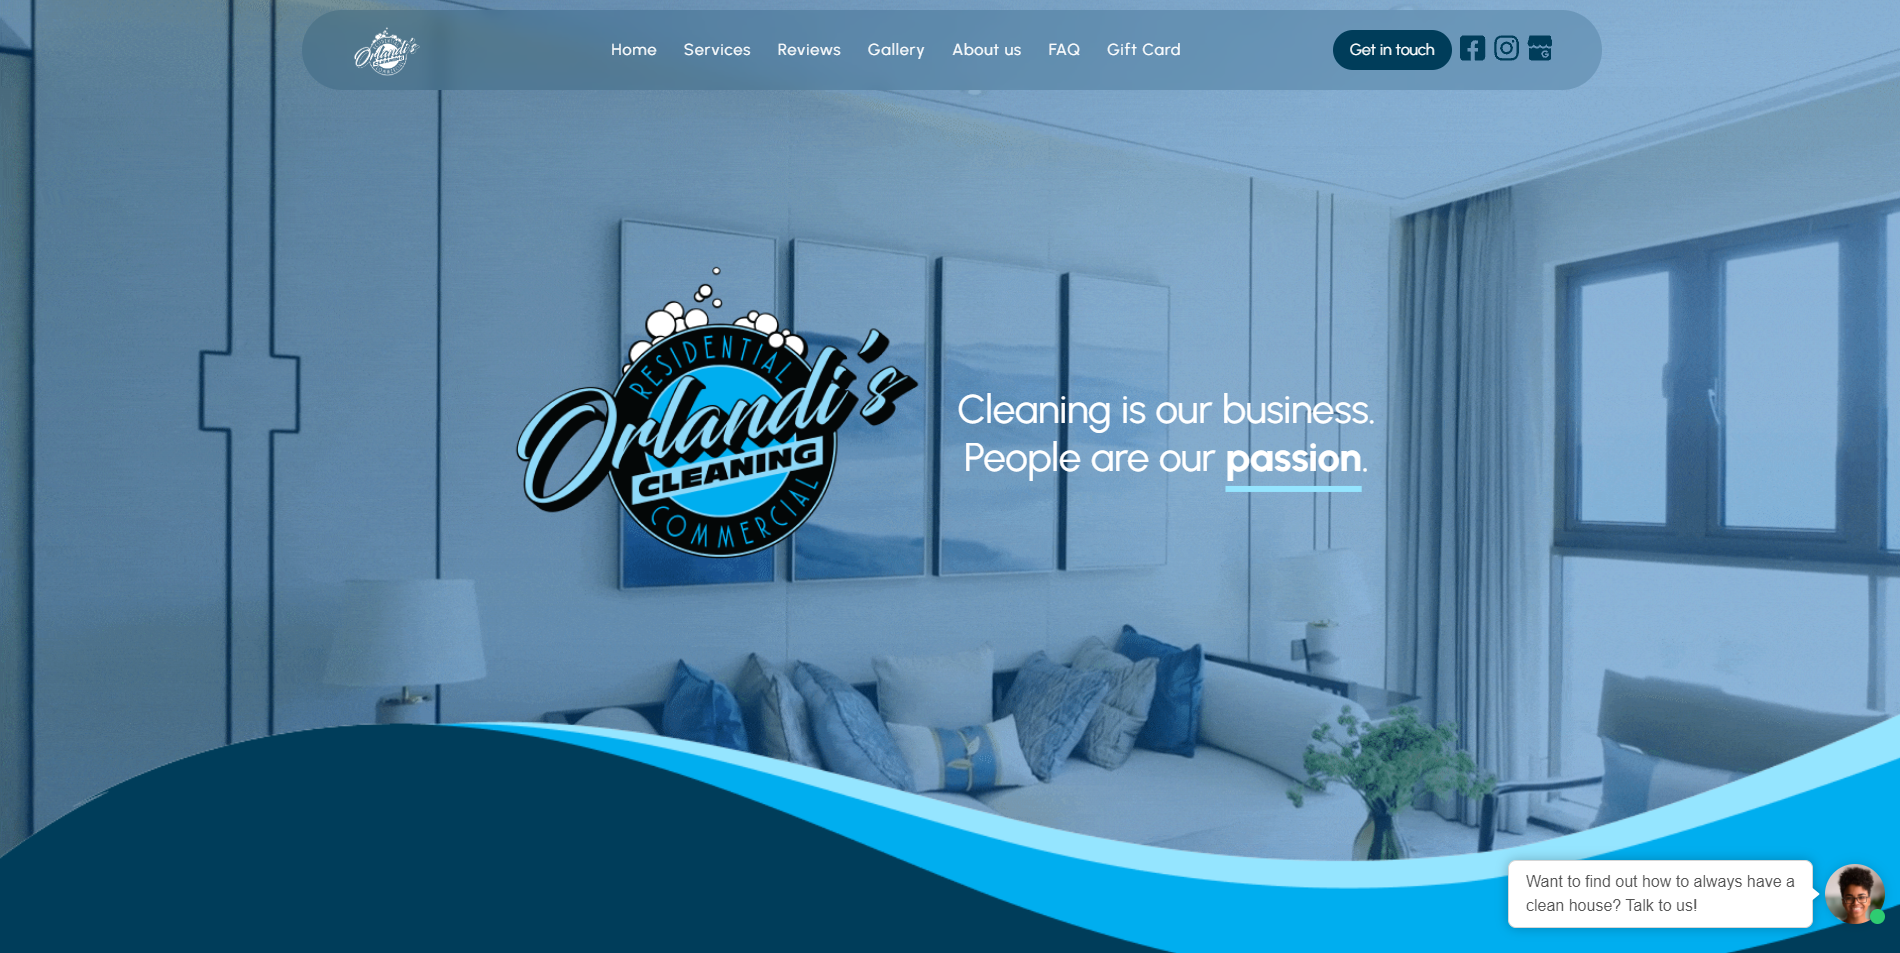 Orlandi's
Home Services Reviews Gallery About us FAQ Gift Card Get in touch
RESIDENTIAL
Orlandi's
CLEANING
COMMERCIAL
Cleaning is our business.
People are our passion.
Want to find out how to always have a
clean house? Talk to us!